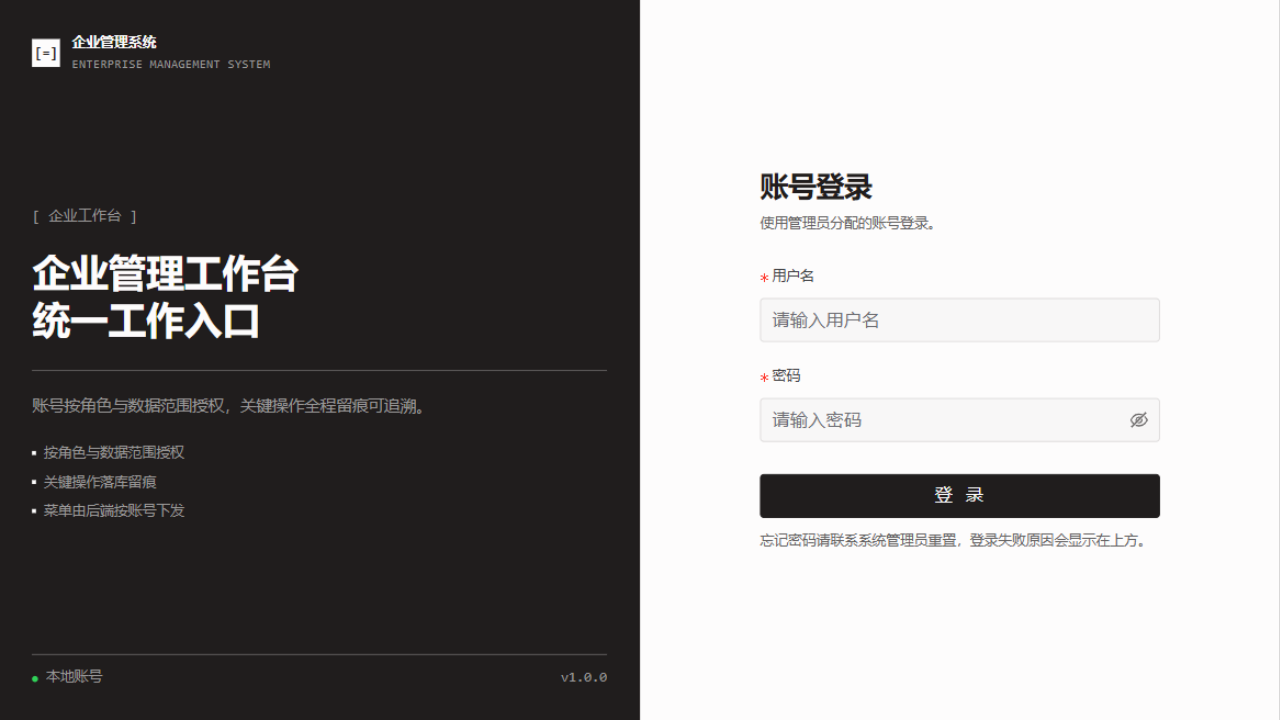 [=]
企业管理系统
ENTERPRISE MANAGEMENT SYSTEM
[ 企业工作台 ]
企业管理工作台
统一工作入口
账号按角色与数据范围授权，关键操作全程留痕可追溯。
按角色与数据范围授权
关键操作落库留痕
菜单由后端按账号下发
本地账号
v1.0.0
账号登录
使用管理员分配的账号登录。
* 用户名
请输入用户名
* 密码
请输入密码
登 录
忘记密码请联系系统管理员重置，登录失败原因会显示在上方。